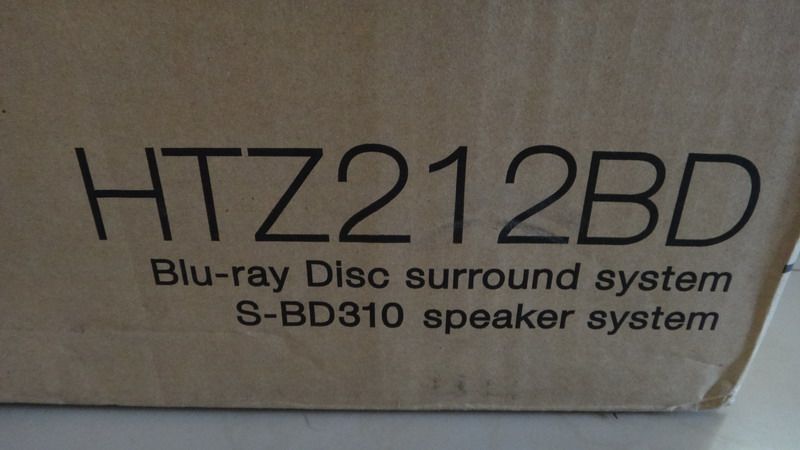 HTZ212BD
Blu-ray Disc surround system
S-BD310 speaker system